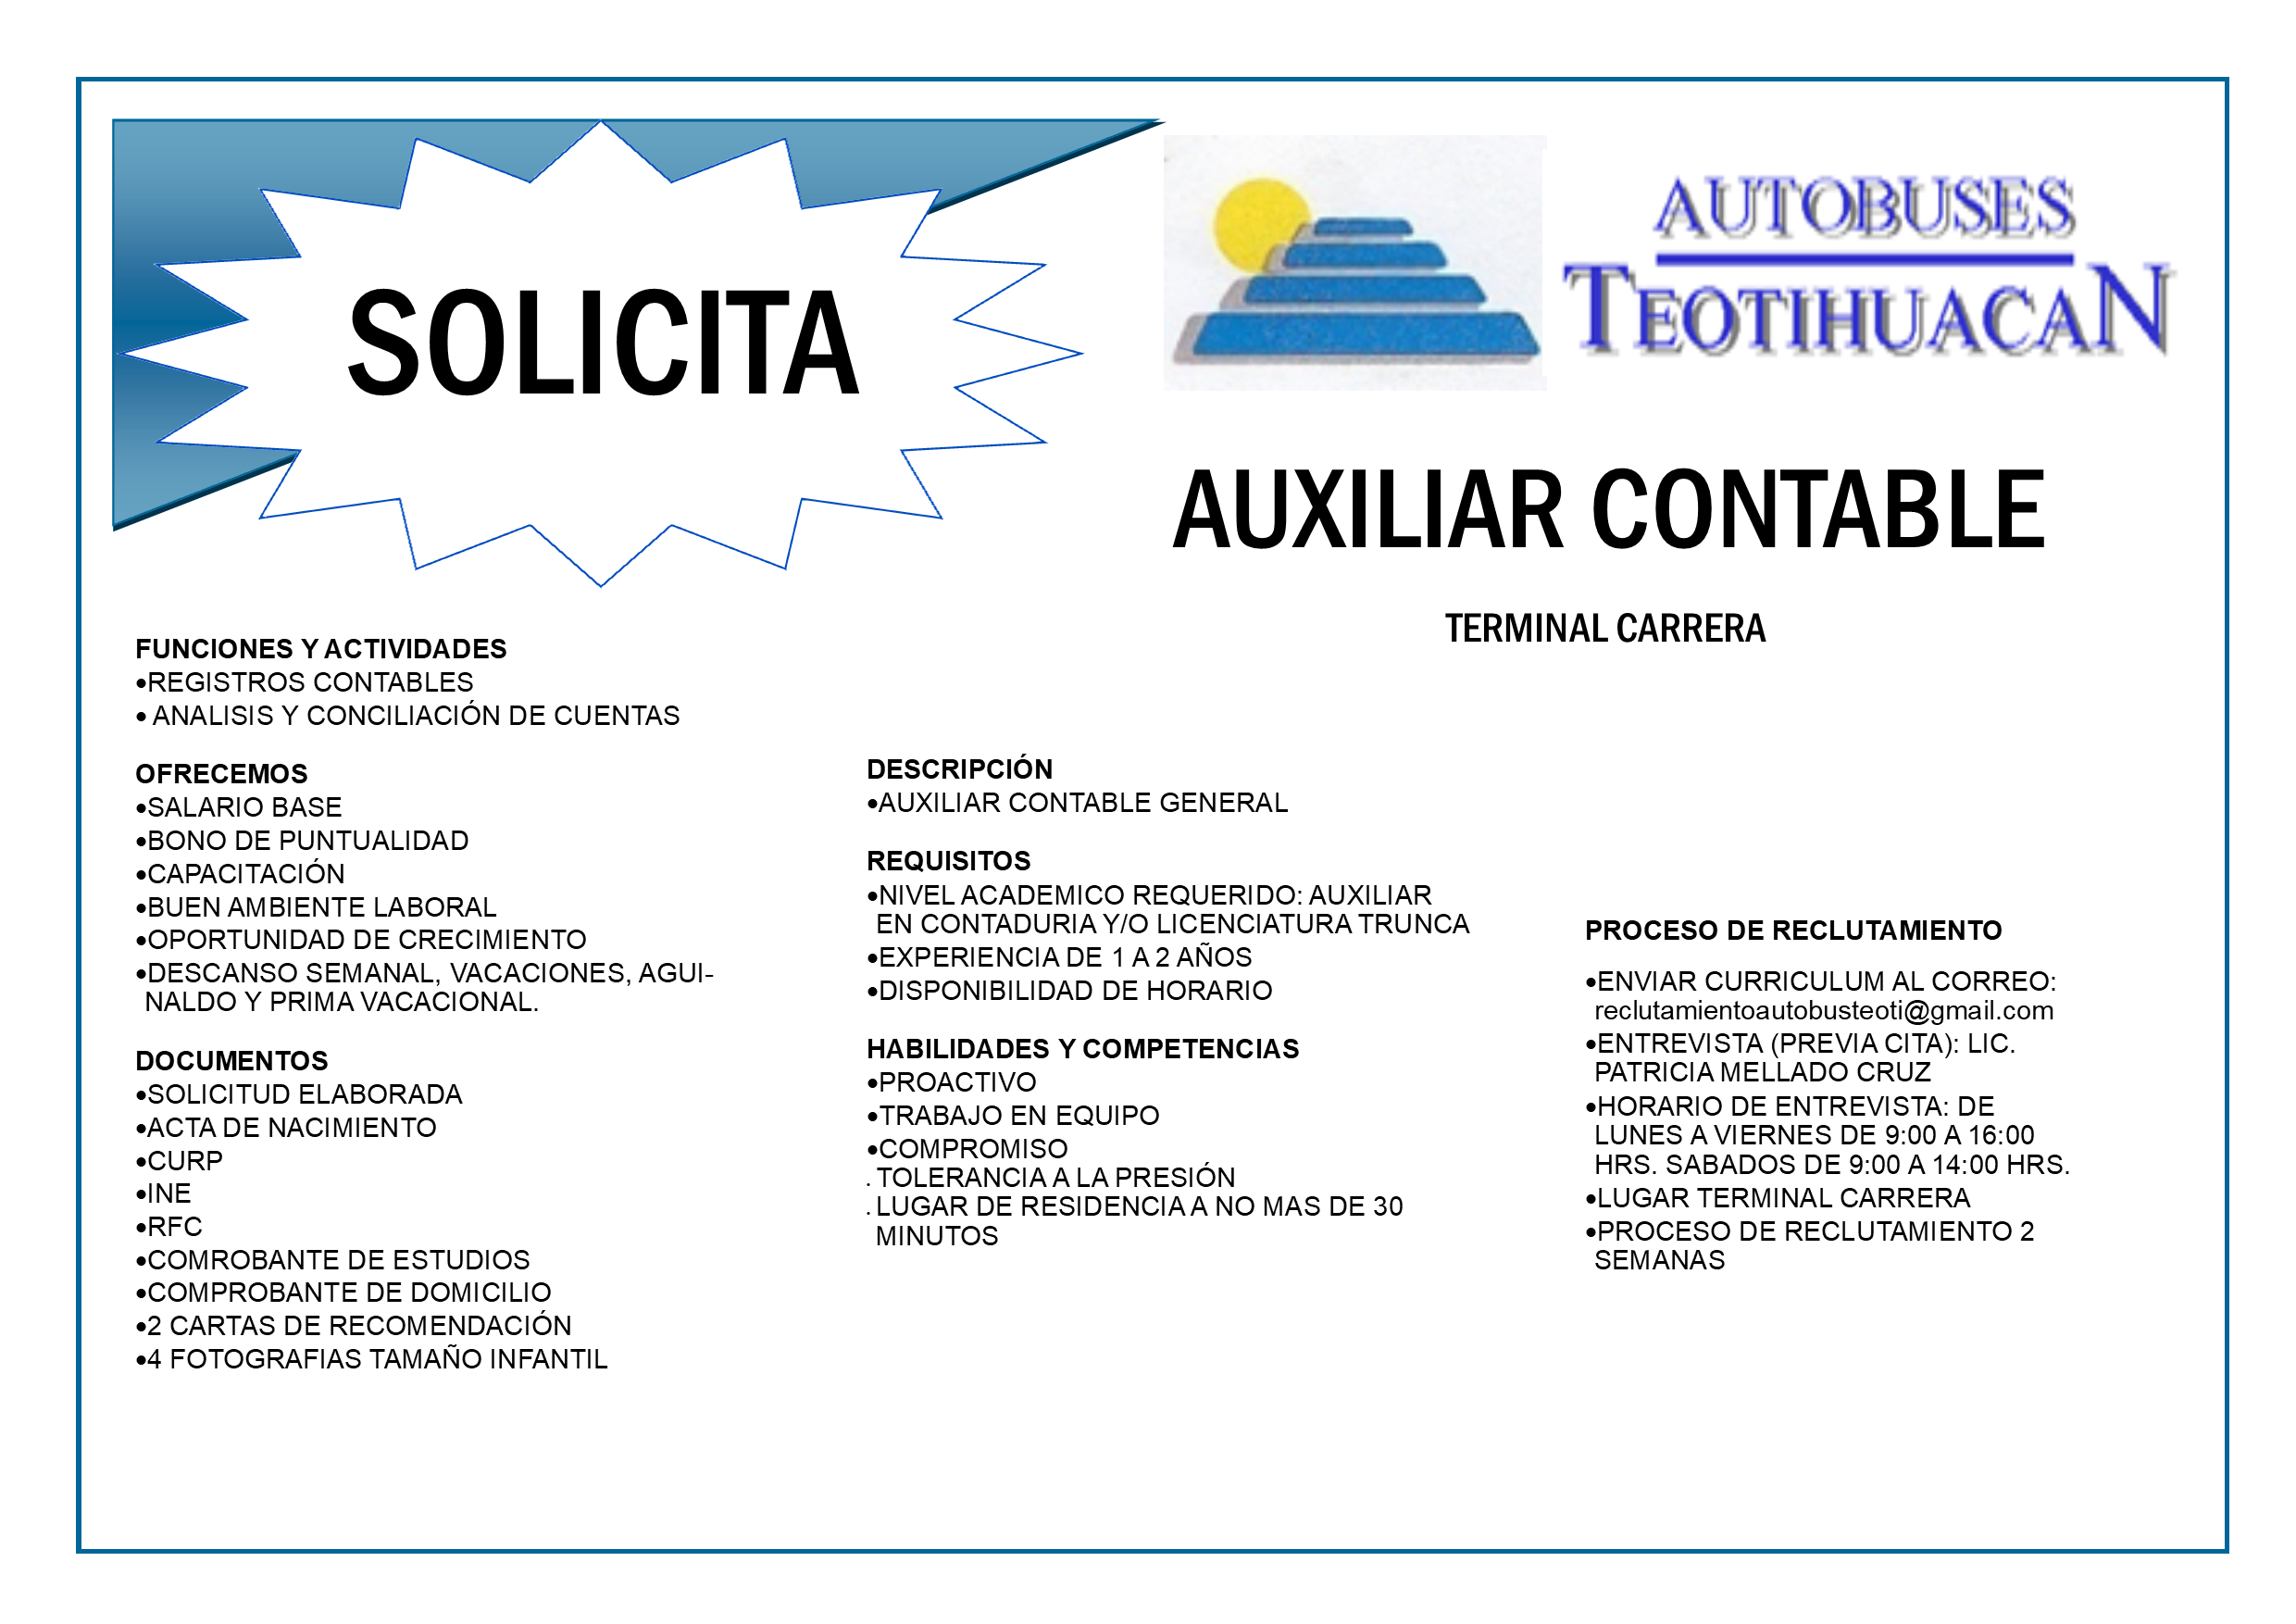 SOLICITA
AUTOBUSES
TEOTIHUACAN
AUXILIAR CONTABLE
TERMINAL CARRERA
FUNCIONES Y ACTIVIDADES
•REGISTROS CONTABLES
• ANALISIS Y CONCILIACIÓN DE CUENTAS
OFRECEMOS
•SALARIO BASE
•BONO DE PUNTUALIDAD
•CAPACITACIÓN
•BUEN AMBIENTE LABORAL
•OPORTUNIDAD DE CRECIMIENTO
•DESCANSO SEMANAL, VACACIONES, AGUI-
NALDO Y PRIMA VACACIONAL.
DOCUMENTOS
•SOLICITUD ELABORADA
•ACTA DE NACIMIENTO
•CURP
•INE
•RFC
•COMROBANTE DE ESTUDIOS
•COMPROBANTE DE DOMICILIO
•2 CARTAS DE RECOMENDACIÓN
•4 FOTOGRAFIAS TAMAÑO INFANTIL
DESCRIPCIÓN
•AUXILIAR CONTABLE GENERAL
REQUISITOS
•NIVEL ACADEMICO REQUERIDO: AUXILIAR
EN CONTADURIA Y/O LICENCIATURA TRUNCA
•EXPERIENCIA DE 1 A 2 AÑOS
•DISPONIBILIDAD DE HORARIO
HABILIDADES Y COMPETENCIAS
•PROACTIVO
•TRABAJO EN EQUIPO
•COMPROMISO
. TOLERANCIA A LA PRESIÓN
. LUGAR DE RESIDENCIA A NO MAS DE 30
MINUTOS
PROCESO DE RECLUTAMIENTO
•ENVIAR CURRICULUM AL CORREO:
reclutamientoautobusteoti@gmail.com
•ENTREVISTA (PREVIA CITA): LIC.
PATRICIA MELLADO CRUZ
•HORARIO DE ENTREVISTA: DE
LUNES A VIERNES DE 9:00 A 16:00
HRS. SABADOS DE 9:00 A 14:00 HRS.
•LUGAR TERMINAL CARRERA
•PROCESO DE RECLUTAMIENTO 2
SEMANAS